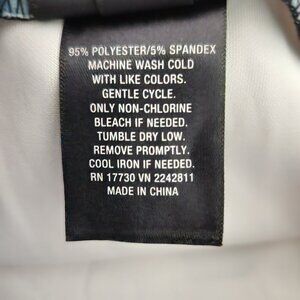 95% POLYESTER/5% SPANDEX
MACHINE WASH COLD
WITH LIKE COLORS.
GENTLE CYCLE.
ONLY NON-CHLORINE
BLEACH IF NEEDED.
TUMBLE DRY LOW.
REMOVE PROMPTLY.
COOL IRON IF NEEDED.
RN 17730 VN 2242811
MADE IN CHINA